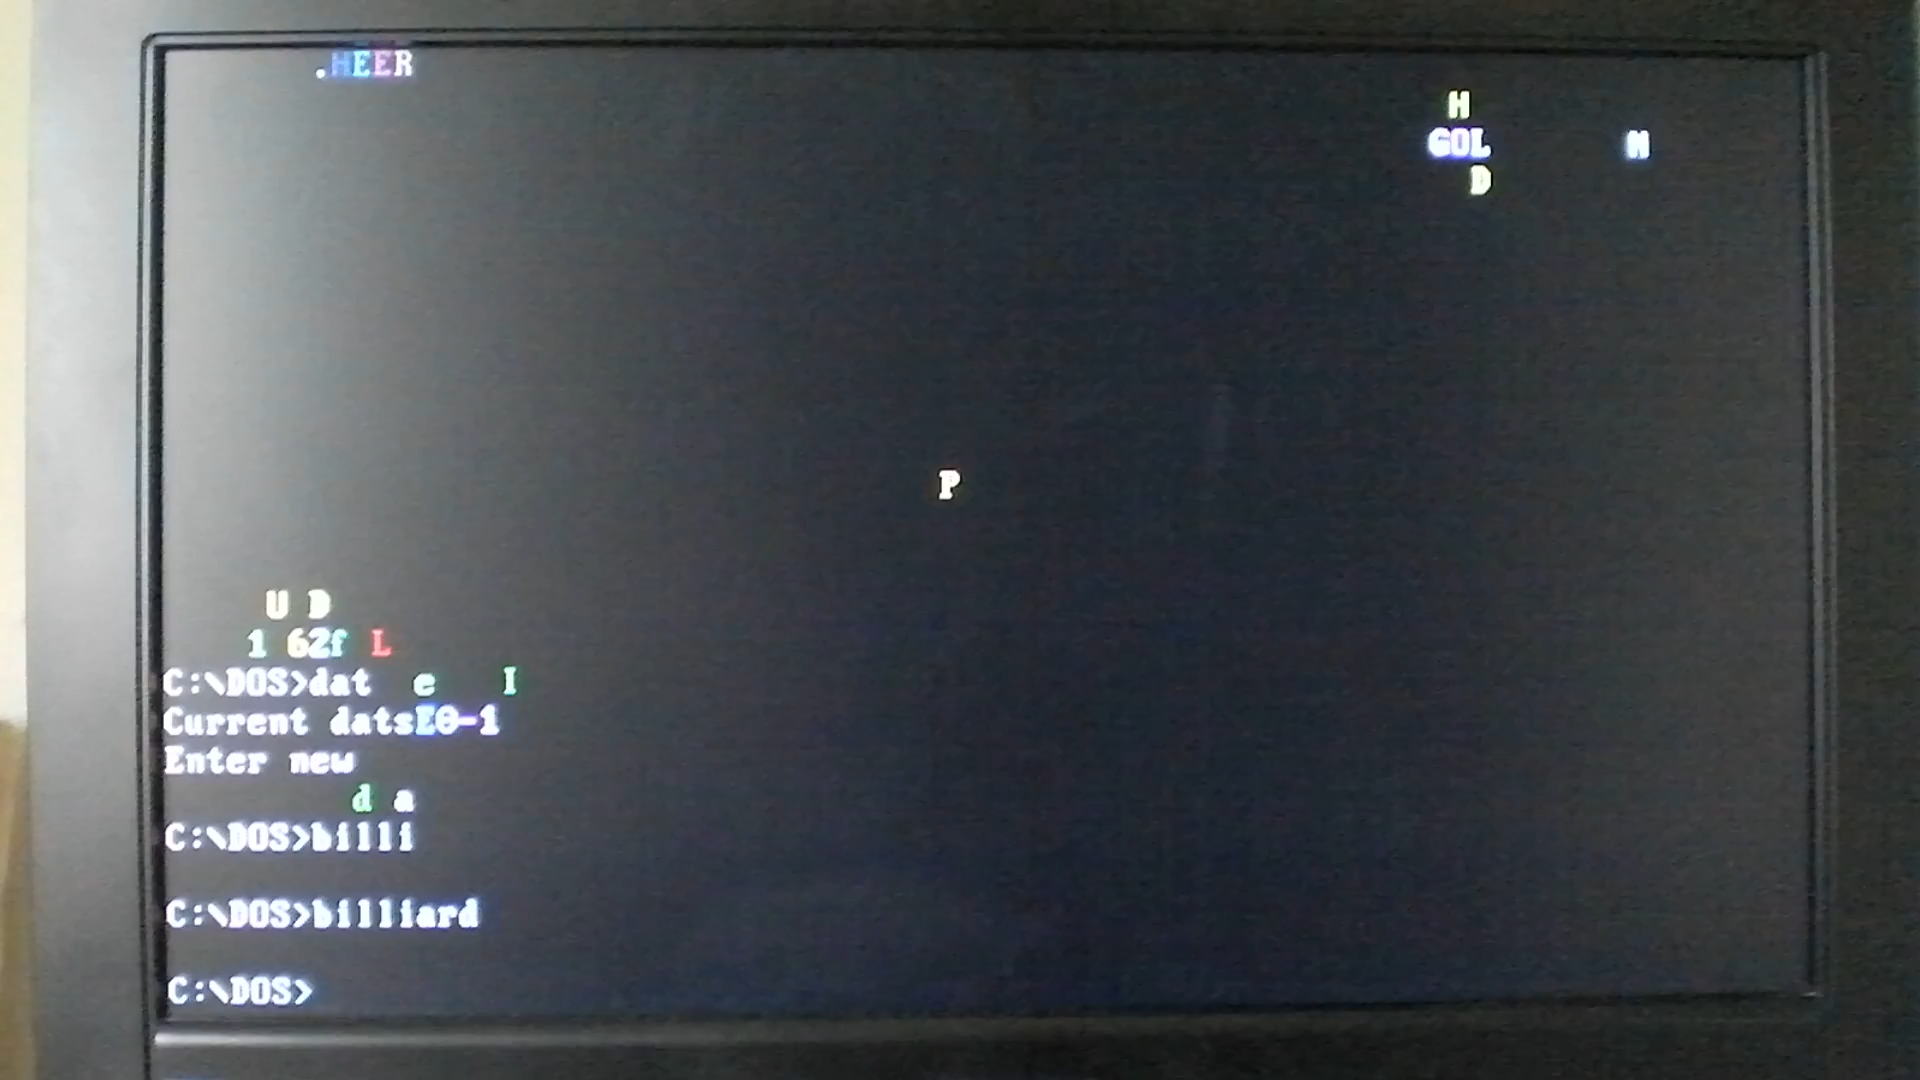 .HEER
H
GOL M
D
P
U D
1 62f L
C:\DOS>dat e I
Current datsE0-1
Enter new
d a
C:\DOS>billi
C:\DOS>billiard
C:\DOS>